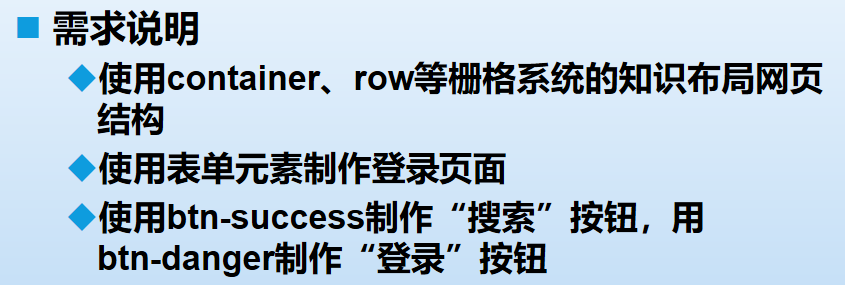 需求说明
使用container、row等栅格系统的知识布局网页
结构
使用表单元素制作登录页面
使用btn-success制作“搜索”按钮，用
btn-danger制作“登录”按钮